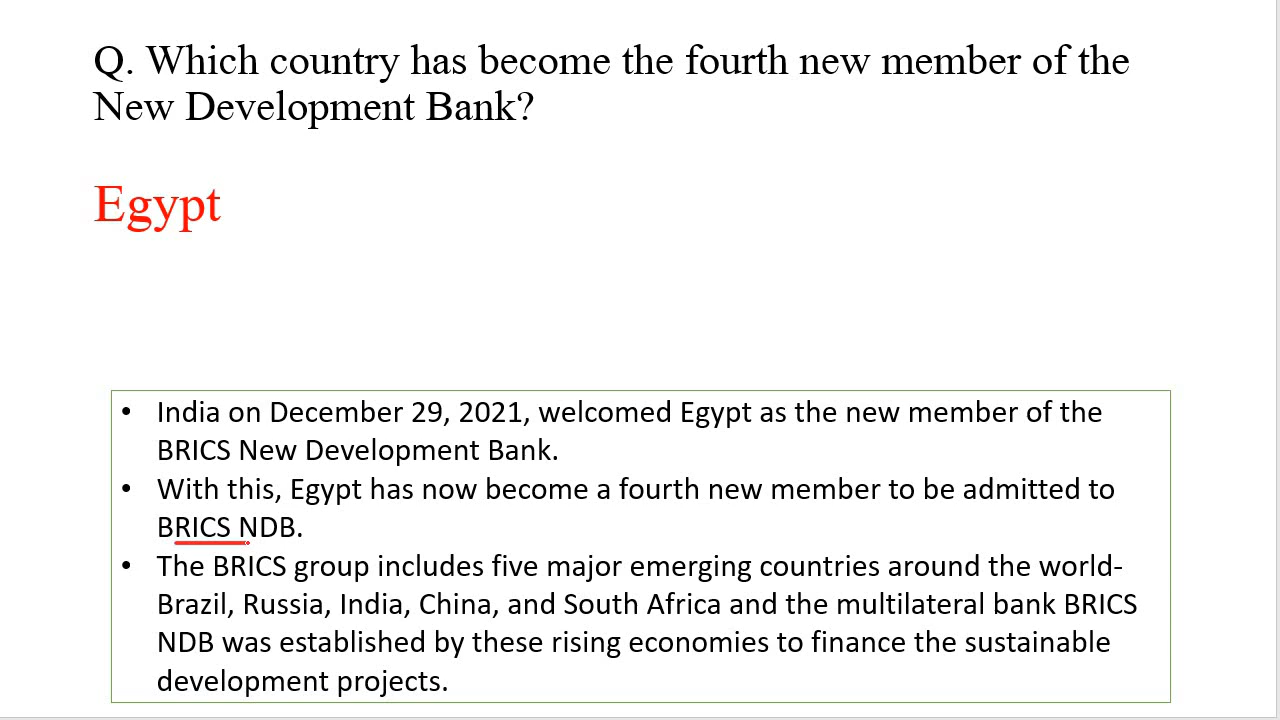 Q. Which country has become the fourth new member of the
New Development Bank?
Egypt
• India on December 29, 2021, welcomed Egypt as the new member of the
BRICS New Development Bank.
• With this, Egypt has now become a fourth new member to be admitted to
BRICS NDB.
• The BRICS group includes five major emerging countries around the world-
Brazil, Russia, India, China, and South Africa and the multilateral bank BRICS
NDB was established by these rising economies to finance the sustainable
development projects.